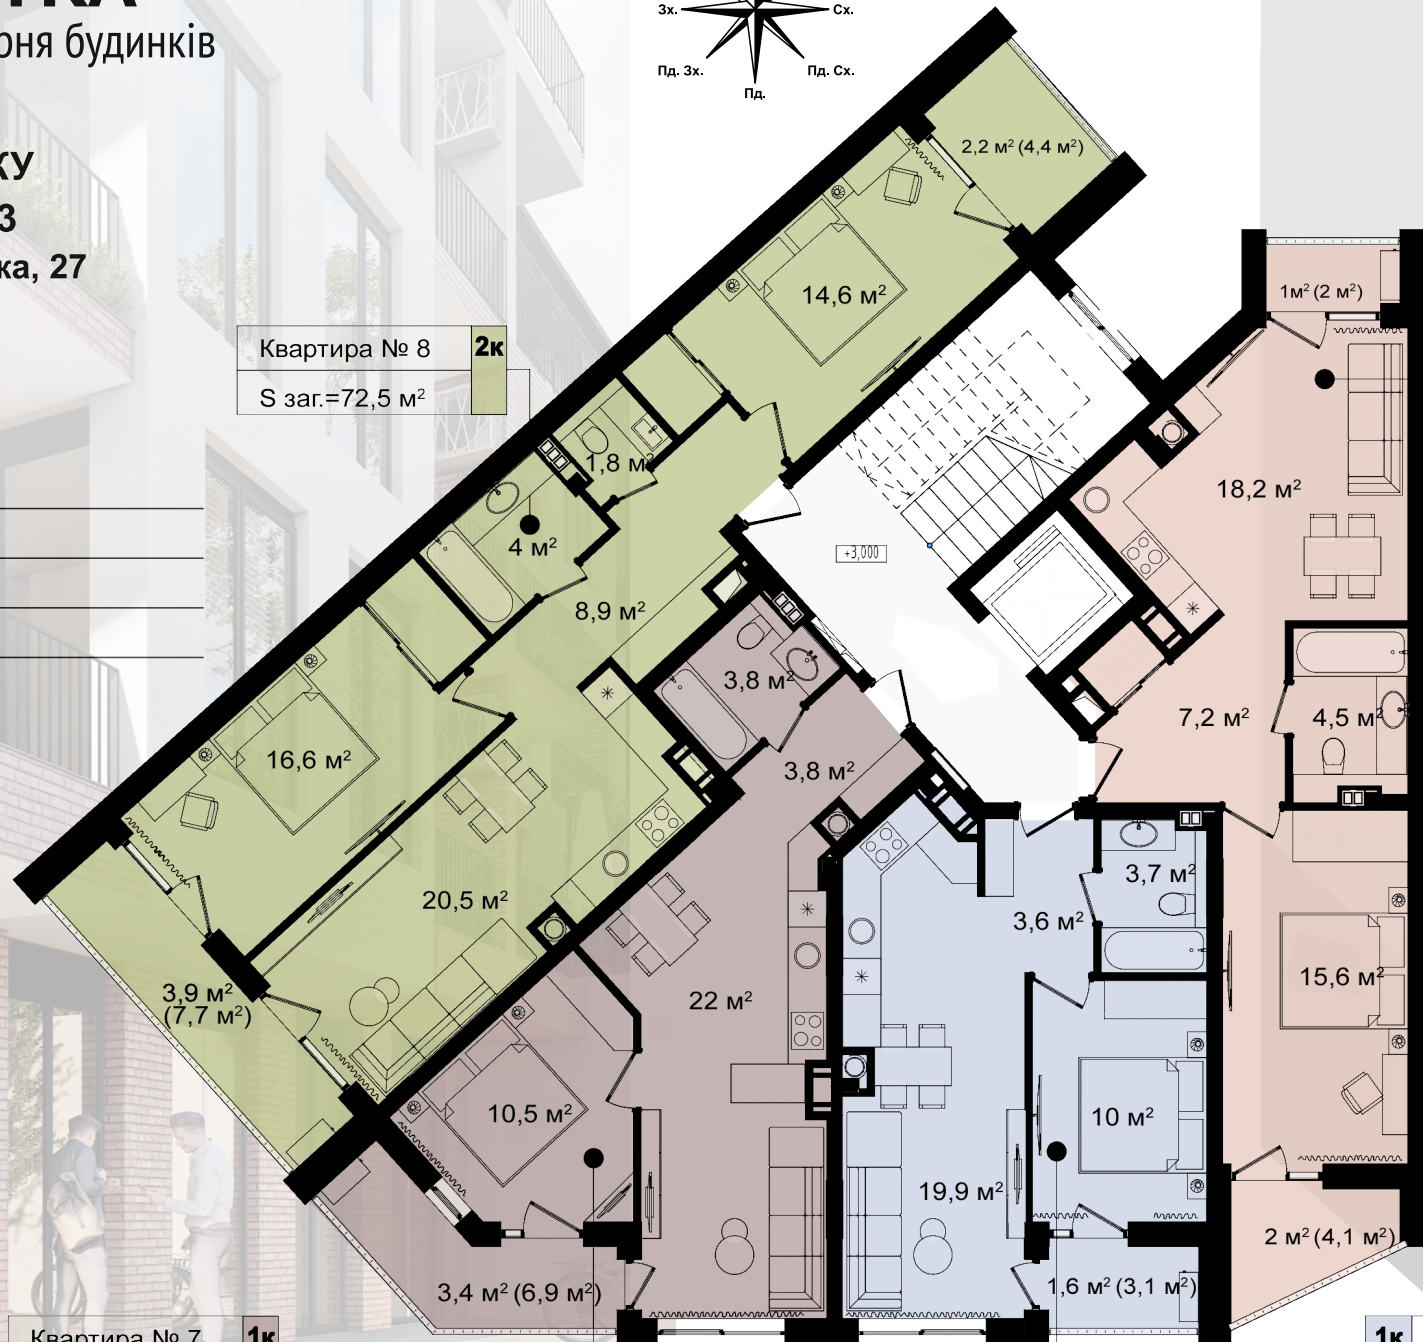 рня будинків
Зх.
Сх.
Пд. Зх.
Пд. Сх.
Пд.
ку
3
ка, 27
2,2 м² (4,4 м²)
14,6 м²
1м² (2 м²)
Квартира № 8
2к
S заг.=72,5 м²
1,8 м²
18,2 м²
4 м²
+3,000
8,9 м²
3,8 м²
7,2 м²
4,5 м²
16,6 м²
3,8 м²
20,5 м²
3,7 м²
3,6 м²
3,9 м²
(7,7 м²)
22 м²
15,6 м²
10,5 м²
10 м²
19,9 м²
2 м² (4,1 м²)
3,4 м² (6,9 м²)
1,6 м² (3,1 м²)
Квартира № 7
1к
1к